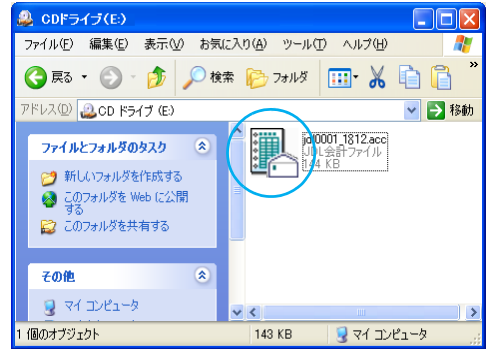 CDドライブ(E:)
ファイル(F) 編集(E) 表示(V) お気に入り(A) ツール(T) ヘルプ(H)
戻る 検索 フォルダ »
アドレス(D) CD ドライブ (E:) 移動
ファイルとフォルダのタスク
新しいフォルダを作成する
このフォルダを Web に公開
する
このフォルダを共有する
その他
マイ コンピュータ
jdl0001_1812.acc
JDL会計ファイル
144 KB
1 個のオブジェクト 143 KB マイ コンピュータ